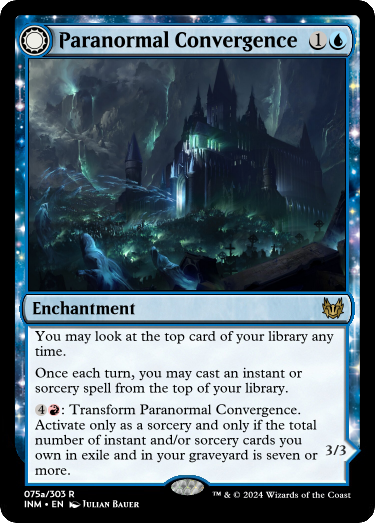 Paranormal Convergence 1
Enchantment
You may look at the top card of your library any
time.
Once each turn, you may cast an instant or
sorcery spell from the top of your library.
4: Transform Paranormal Convergence.
Activate only as a sorcery and only if the total
number of instant and/or sorcery cards you
own in exile and in your graveyard is seven or
more.
3/3
075a/303 R
INM • EN Julian Bauer
™ & © 2024 Wizards of the Coast